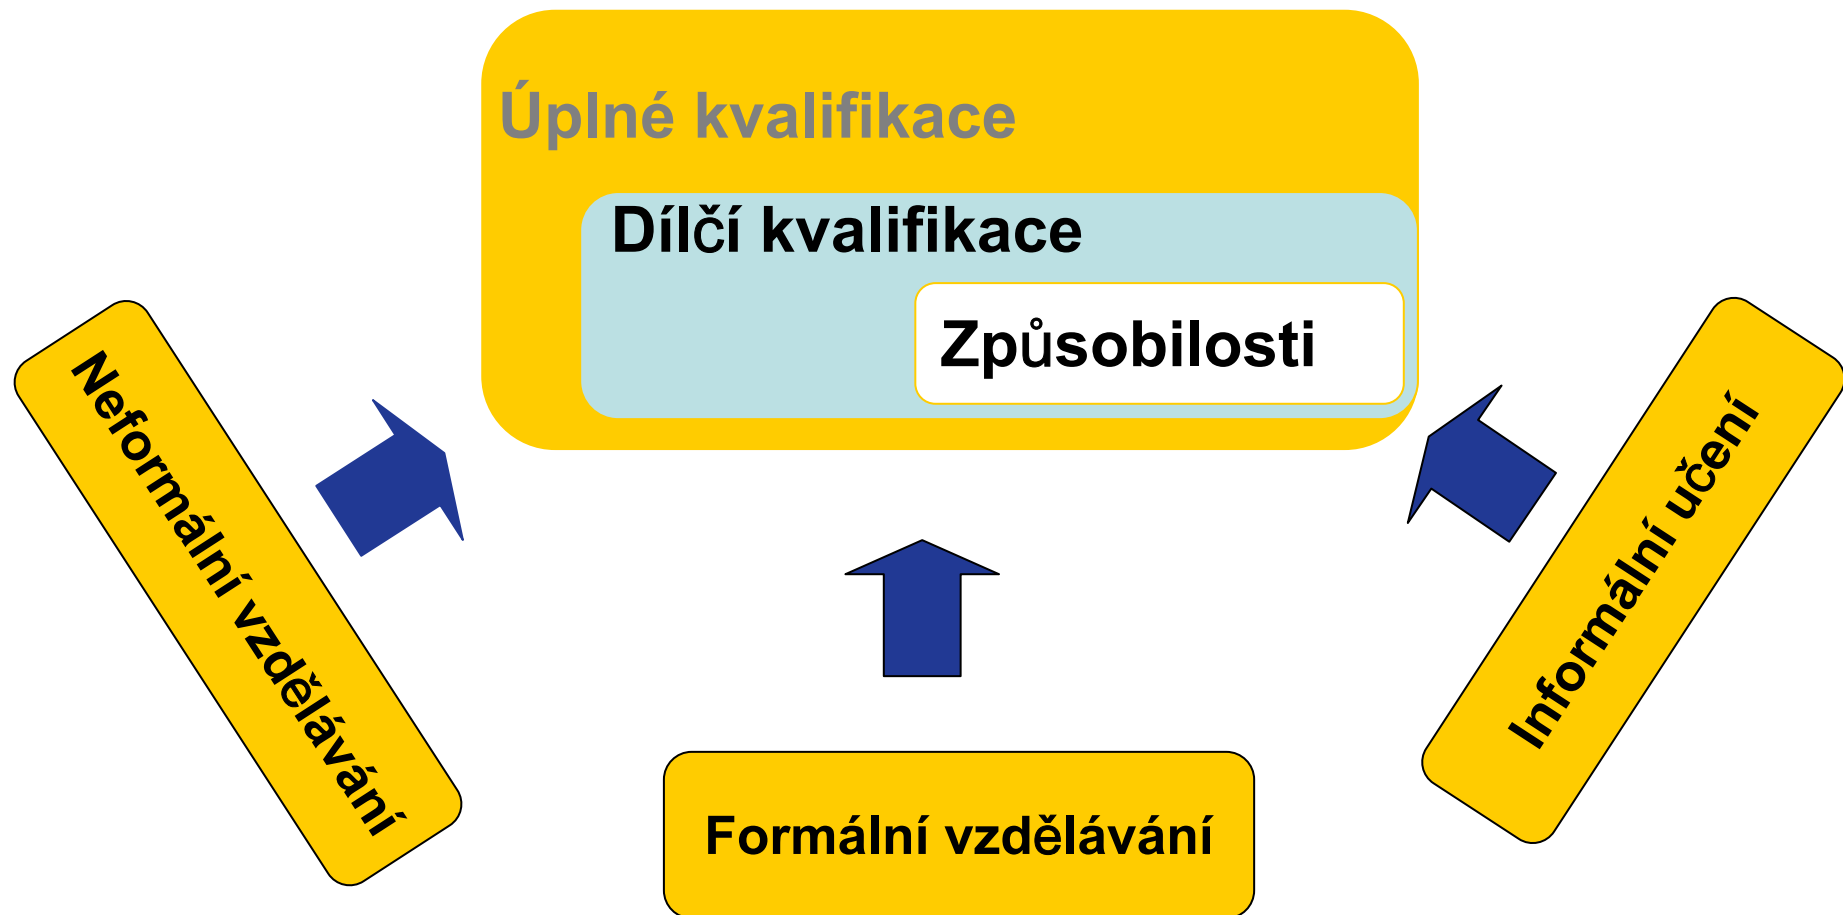 Úplné kvalifikace
Dílčí kvalifikace
Způsobilosti
Neformální vzdělávání
Informální učení
Formální vzdělávání